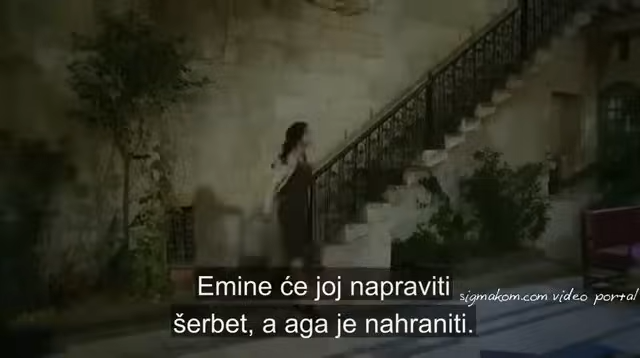 Emine će joj napraviti
sigmakom.com video portal
šerbet, a aga je nahraniti.